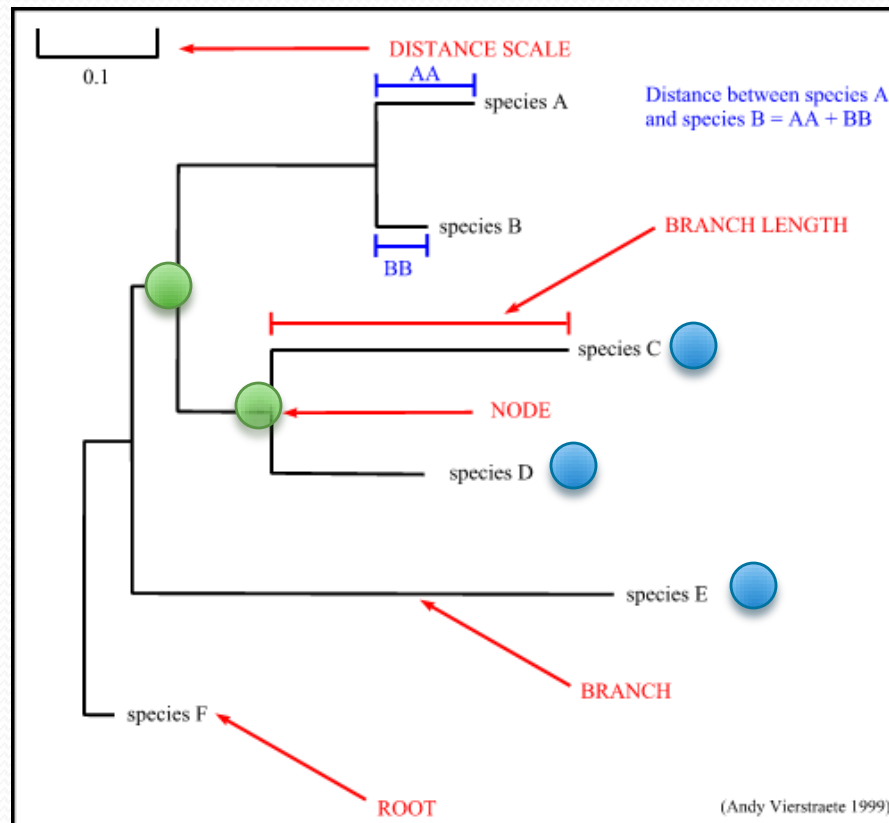 DISTANCE SCALE
0.1
AA
species A
Distance between species A
and species B = AA + BB
species B
BRANCH LENGTH
BB
species C
NODE
species D
species E
BRANCH
species F
ROOT
(Andy Vierstraete 1999)